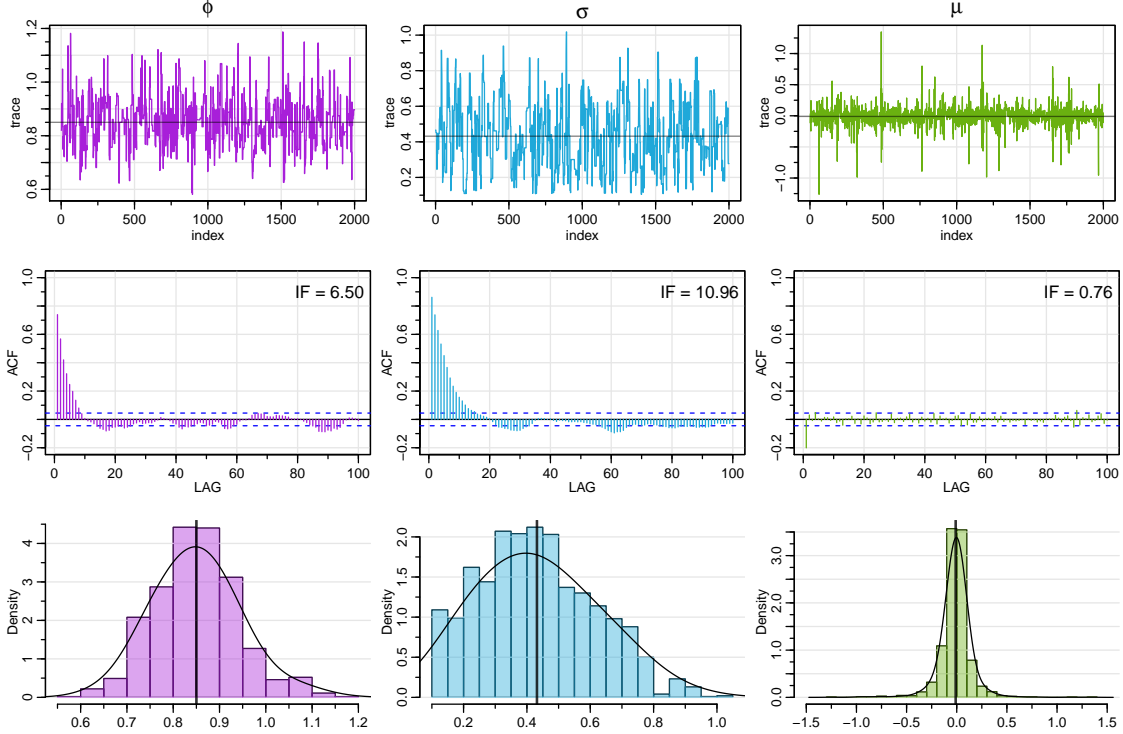 ϕ
σ
μ
trace
0.6 0.8 1.0 1.2
0 500 1000 1500 2000
index
trace
0.2 0.4 0.6 0.8 1.0
0 500 1000 1500 2000
index
trace
−1.0 0.0 0.5 1.0
0 500 1000 1500 2000
index
IF = 6.50
ACF
−0.2 0.2 0.6 1.0
0 20 40 60 80 100
LAG
IF = 10.96
ACF
−0.2 0.2 0.6 1.0
0 20 40 60 80 100
LAG
IF = 0.76
ACF
−0.2 0.2 0.6 1.0
0 20 40 60 80 100
LAG
Density
0 1 2 3 4
0.6 0.7 0.8 0.9 1.0 1.1 1.2
Density
0.0 0.5 1.0 1.5 2.0
0.2 0.4 0.6 0.8 1.0
Density
0.0 1.0 2.0 3.0
−1.5 −0.5 0.0 0.5 1.0 1.5